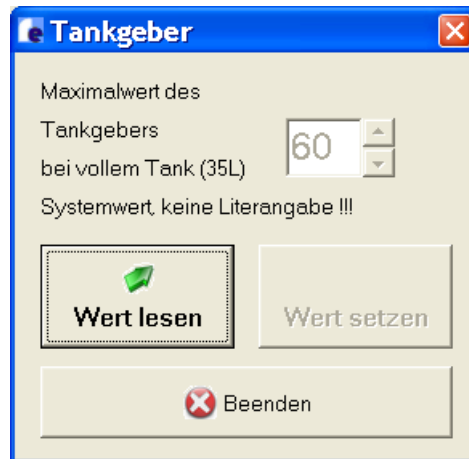 Tankgeber
Maximalwert des
Tankgebers
bei vollem Tank (35L)
60
Systemwert, keine Literangabe !!!
Wert lesen
Wert setzen
Beenden